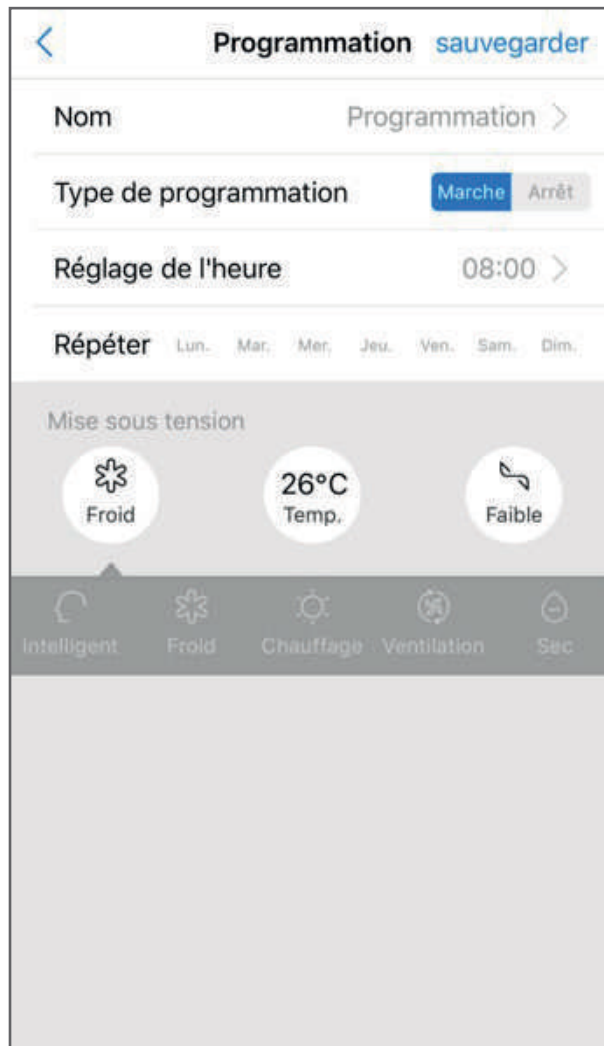 Programmation sauvegarder
Nom Programmation
Type de programmation Marche Arrêt
Réglage de l'heure 08:00
Répéter Lun. Mar. Mer. Jeu. Ven. Sam. Dim.
Mise sous tension
26°C
Froid Temp. Faible
Intelligent Froid Chauffage Ventilation Sec